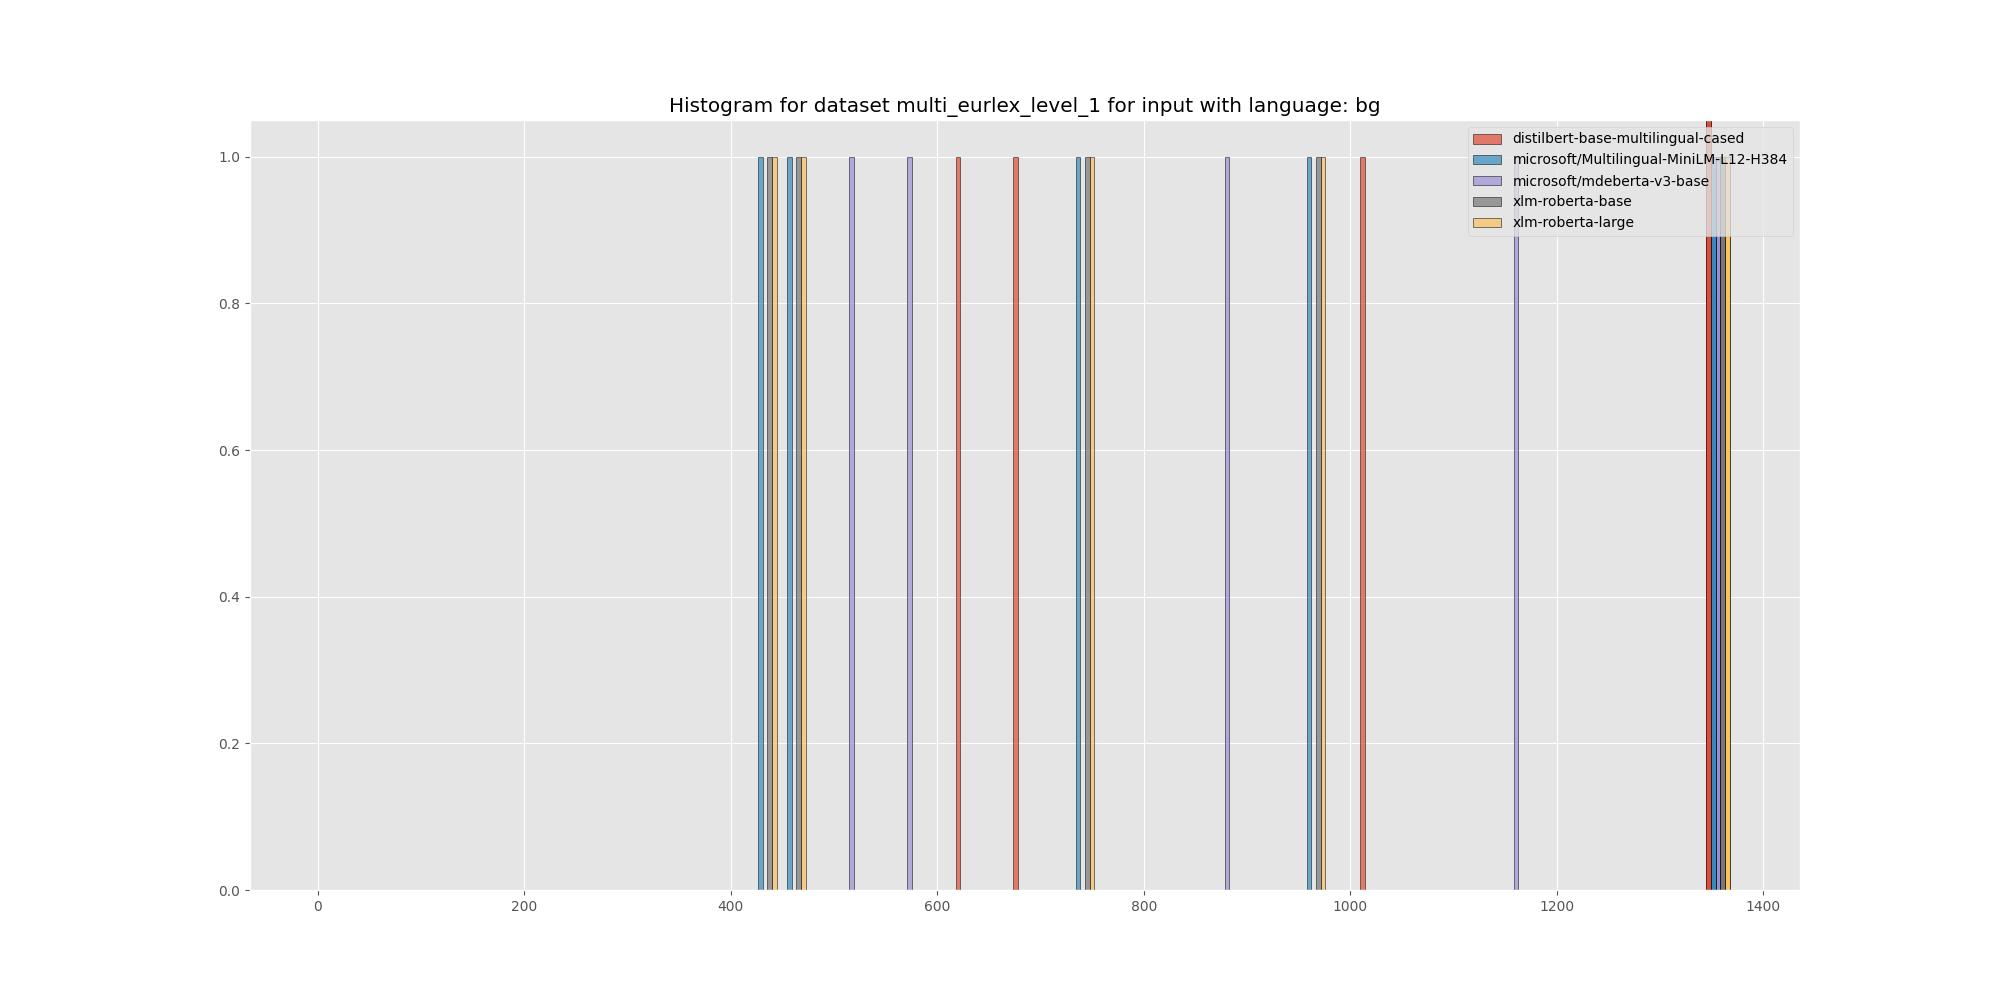 Histogram for dataset multi_eurlex_level_1 for input with language: bg
distilbert-base-multilingual-cased
microsoft/Multilingual-MiniLM-L12-H384
microsoft/mdeberta-v3-base
xlm-roberta-base
xlm-roberta-large
1.0
0.8
0.6
0.4
0.2
0.0
0 200 400 600 800 1000 1200 1400